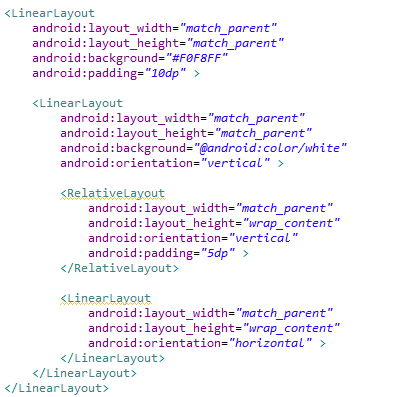 <LinearLayout
    android:layout_width="match_parent"
    android:layout_height="match_parent"
    android:background="#F0F8FF"
    android:padding="10dp" >

    <LinearLayout
        android:layout_width="match_parent"
        android:layout_height="match_parent"
        android:background="@android:color/white"
        android:orientation="vertical" >

        <RelativeLayout
            android:layout_width="match_parent"
            android:layout_height="wrap_content"
            android:orientation="vertical"
            android:padding="5dp" >
        </RelativeLayout>

        <LinearLayout
            android:layout_width="match_parent"
            android:layout_height="wrap_content"
            android:orientation="horizontal" >
        </LinearLayout>
    </LinearLayout>
</LinearLayout>